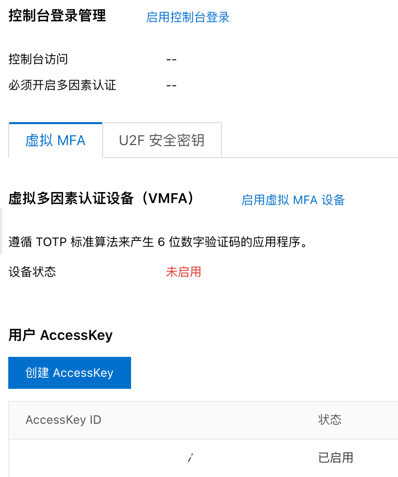 控制台登录管理 启用控制台登录
控制台访问 --
必须开启多因素认证 --
虚拟 MFA U2F 安全密钥
虚拟多因素认证设备（VMFA） 启用虚拟 MFA 设备
遵循 TOTP 标准算法来产生 6 位数字验证码的应用程序。
设备状态 未启用
用户 AccessKey
创建 AccessKey
AccessKey ID 状态
已启用